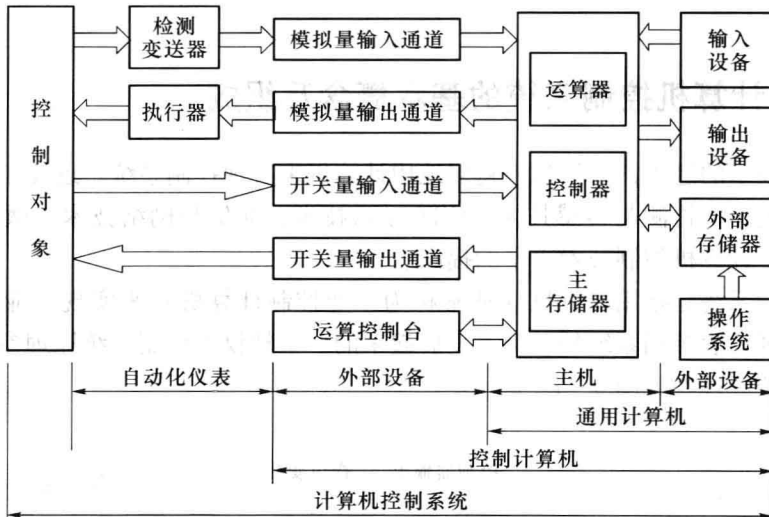 检测
变送器
模拟量输入通道
输入
设备
运算器
执行器
模拟量输出通道
输出
设备
控制对象
开关量输入通道
控制器
外部
存储器
开关量输出通道
主
存储器
运算控制台
操作
系统
自动化仪表
外部设备
主机
外部设备
通用计算机
控制计算机
计算机控制系统